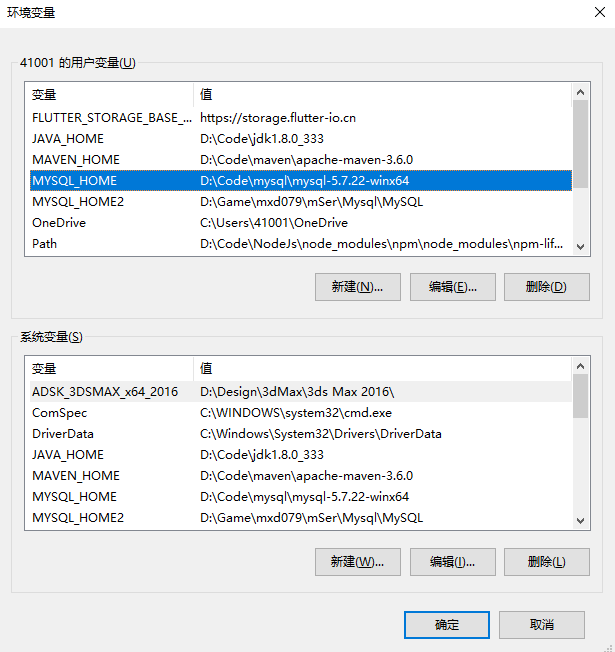 环境变量
41001 的用户变量(U)
变量 值
FLUTTER_STORAGE_BASE_... https://storage.flutter-io.cn
JAVA_HOME D:\Code\jdk1.8.0_333
MAVEN_HOME D:\Code\maven\apache-maven-3.6.0
MYSQL_HOME D:\Code\mysql\mysql-5.7.22-winx64
MYSQL_HOME2 D:\Game\mxd079\mSer\Mysql\MySQL
OneDrive C:\Users\41001\OneDrive
Path D:\Code\NodeJs\node_modules\npm\node_modules\npm-lif...
新建(N)... 编辑(E)... 删除(D)
系统变量(S)
变量 值
ADSK_3DSMAX_x64_2016 D:\Design\3dMax\3ds Max 2016\
ComSpec C:\WINDOWS\system32\cmd.exe
DriverData C:\Windows\System32\Drivers\DriverData
JAVA_HOME D:\Code\jdk1.8.0_333
MAVEN_HOME D:\Code\maven\apache-maven-3.6.0
MYSQL_HOME D:\Code\mysql\mysql-5.7.22-winx64
MYSQL_HOME2 D:\Game\mxd079\mSer\Mysql\MySQL
新建(W)... 编辑(I)... 删除(L)
确定 取消